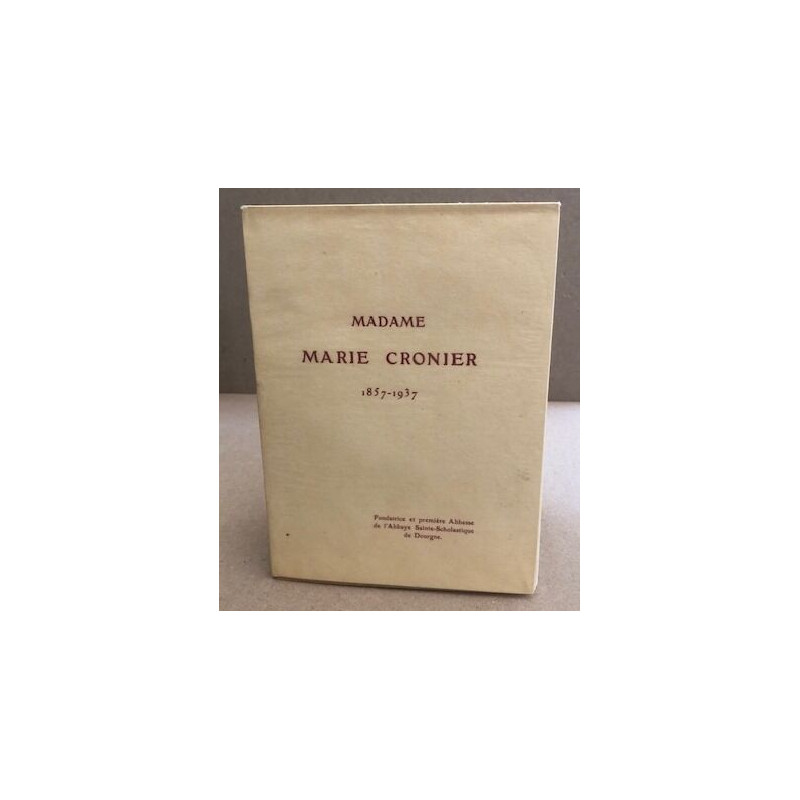 MADAME
MARIE CRONIER
1857-1937
Fondatrice et première Abbesse
de l'Abbaye Sainte-Scholastique
de Dourgne.